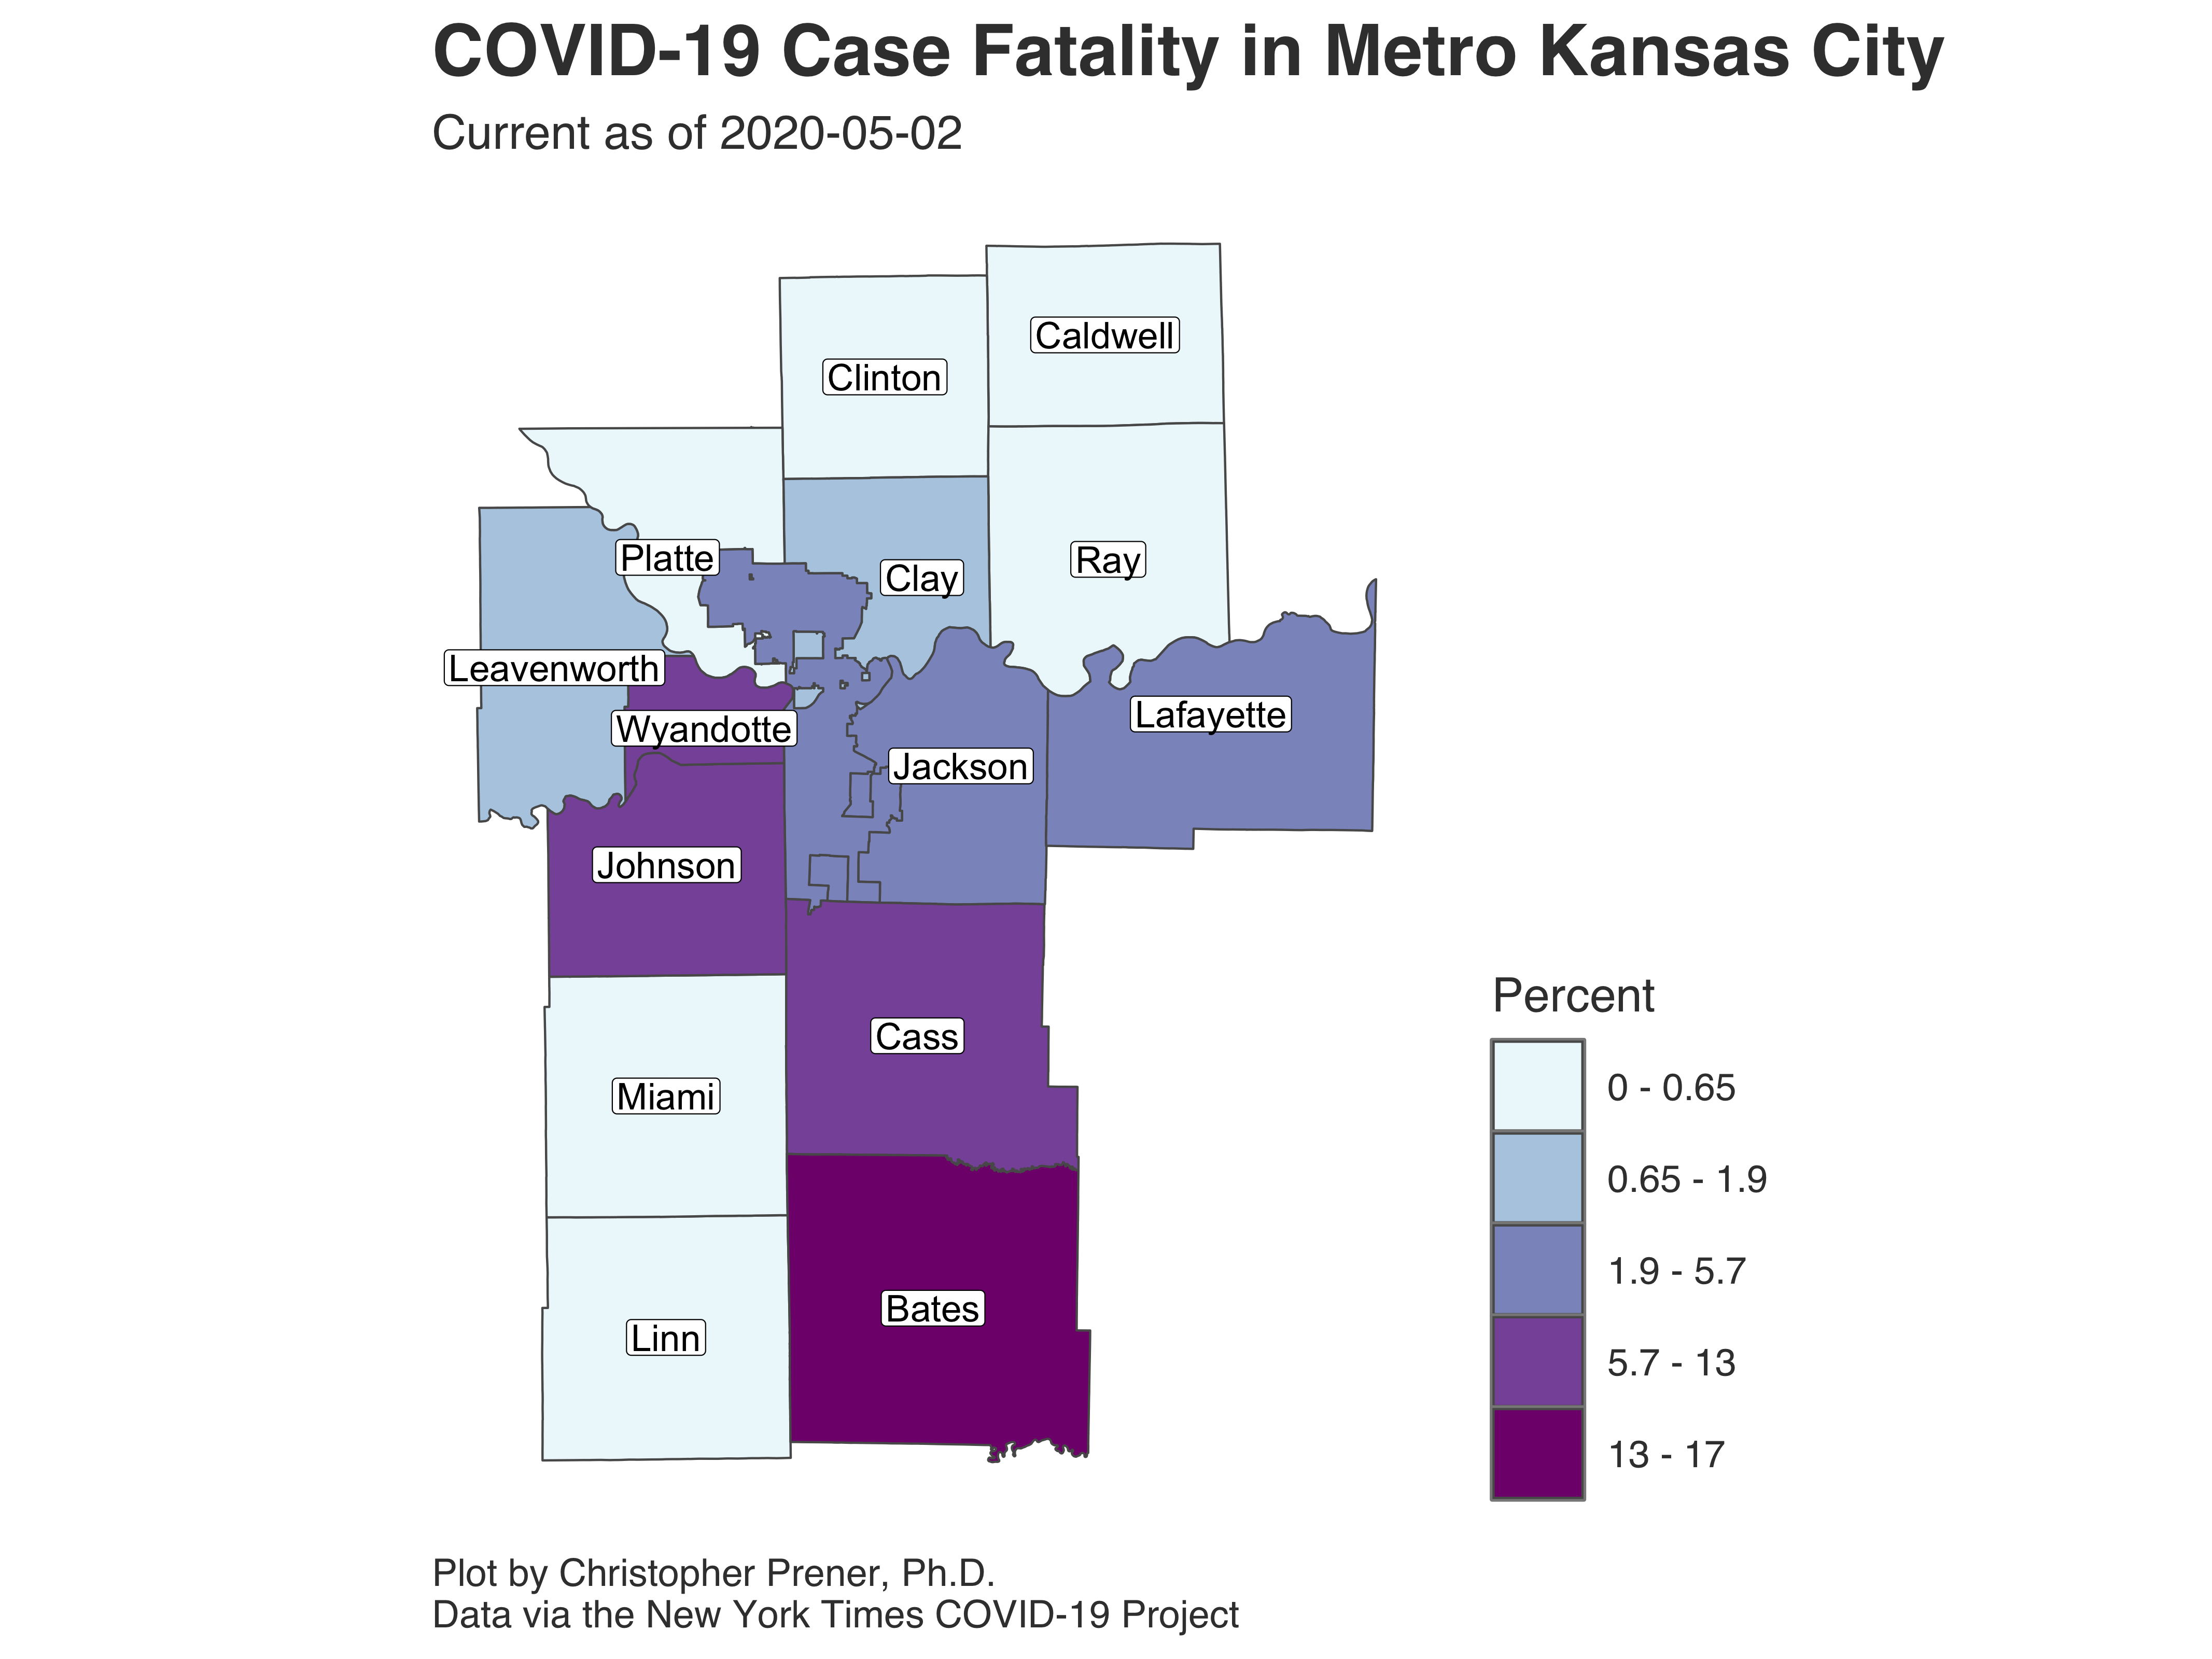 COVID-19 Case Fatality in Metro Kansas City
Current as of 2020-05-02
Caldwell
Clinton
Platte
Clay
Ray
Leavenworth
Wyandotte
Lafayette
Jackson
Johnson
Cass
Miami
Bates
Linn
Percent
0 - 0.65
0.65 - 1.9
1.9 - 5.7
5.7 - 13
13 - 17
Plot by Christopher Prener, Ph.D.
Data via the New York Times COVID-19 Project